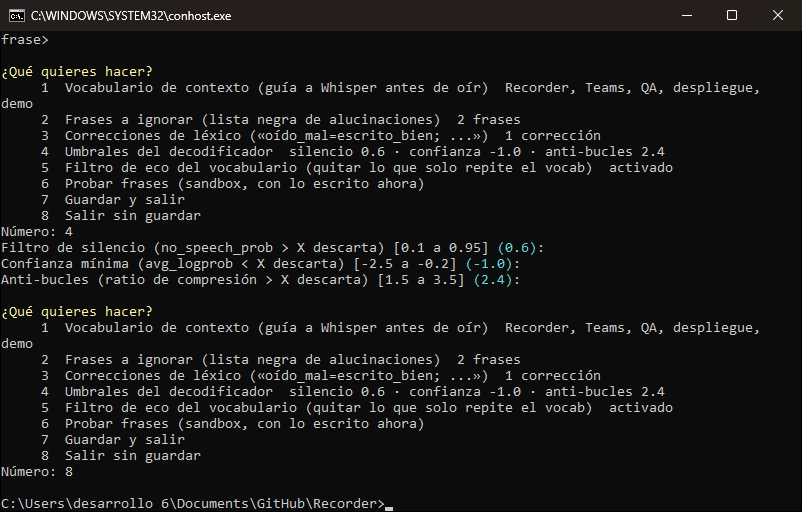 C:\WINDOWS\SYSTEM32\conhost.exe
frase>
¿Qué quieres hacer?
1 Vocabulario de contexto (guía a Whisper antes de oír) Recorder, Teams, QA, despliegue,
demo
2 Frases a ignorar (lista negra de alucinaciones) 2 frases
3 Correcciones de léxico («oído_mal=escrito_bien; ...») 1 corrección
4 Umbrales del decodificador silencio 0.6 · confianza -1.0 · anti-bucles 2.4
5 Filtro de eco del vocabulario (quitar lo que solo repite el vocab) activado
6 Probar frases (sandbox, con lo escrito ahora)
7 Guardar y salir
8 Salir sin guardar
Número: 4
Filtro de silencio (no_speech_prob > X descarta) [0.1 a 0.95] (0.6):
Confianza mínima (avg_logprob < X descarta) [-2.5 a -0.2] (-1.0):
Anti-bucles (ratio de compresión > X descarta) [1.5 a 3.5] (2.4):
¿Qué quieres hacer?
1 Vocabulario de contexto (guía a Whisper antes de oír) Recorder, Teams, QA, despliegue,
demo
2 Frases a ignorar (lista negra de alucinaciones) 2 frases
3 Correcciones de léxico («oído_mal=escrito_bien; ...») 1 corrección
4 Umbrales del decodificador silencio 0.6 · confianza -1.0 · anti-bucles 2.4
5 Filtro de eco del vocabulario (quitar lo que solo repite el vocab) activado
6 Probar frases (sandbox, con lo escrito ahora)
7 Guardar y salir
8 Salir sin guardar
Número: 8
C:\Users\desarrollo 6\Documents\GitHub\Recorder>